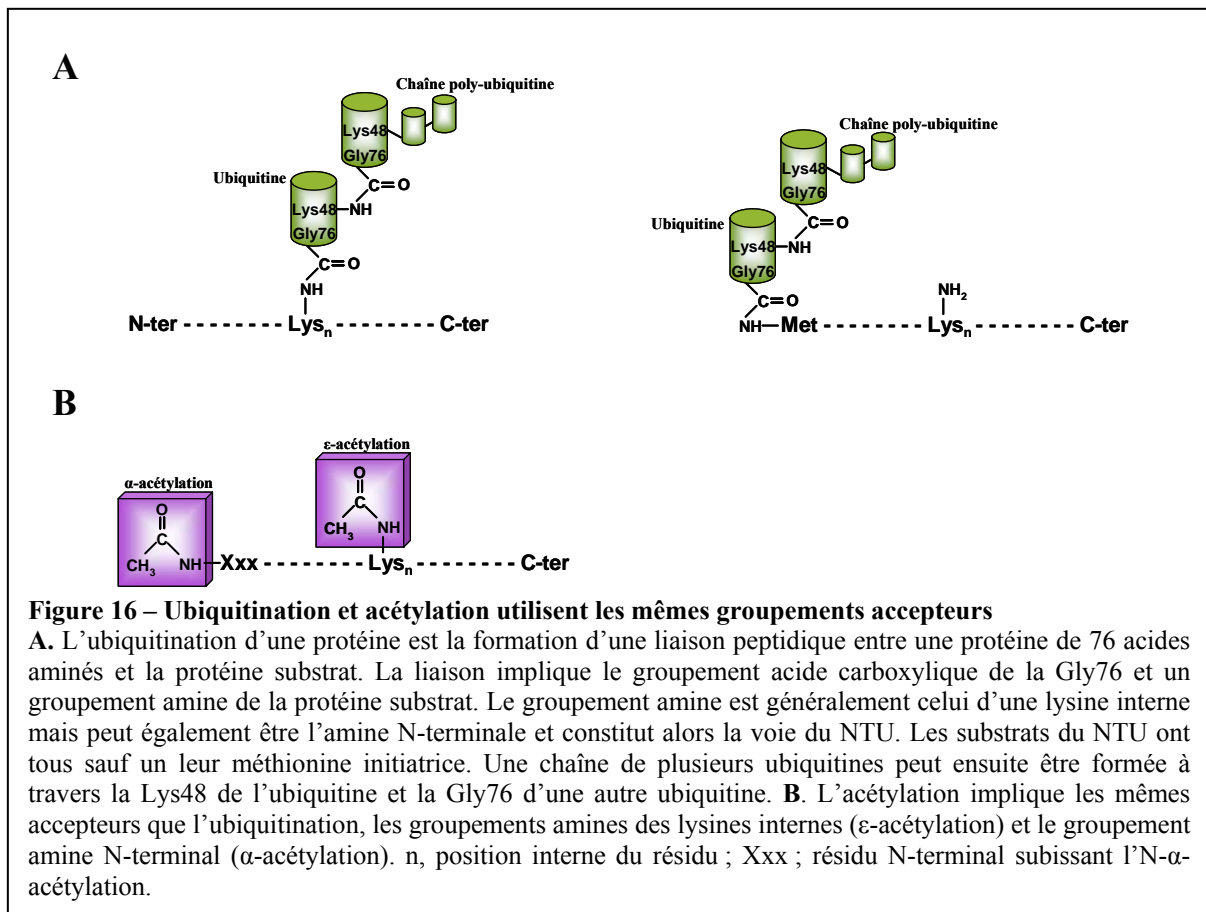 A
Chaîne poly-ubiquitine
Lys48
Gly76
C=O
Ubiquitine
Lys48
NH
Gly76
C=O
NH
N-ter Lysn C-ter
Chaîne poly-ubiquitine
Lys48
Gly76
C=O
Ubiquitine
Lys48
NH
Gly76
C=O
NH2
NH Met Lysn C-ter
B
ε-acétylation
O
C
CH3
NH
α-acétylation
O
C
CH3
NH
Xxx Lysn C-ter
Figure 16 – Ubiquitination et acétylation utilisent les mêmes groupements accepteurs
A. L’ubiquitination d’une protéine est la formation d’une liaison peptidique entre une protéine de 76 acides
aminés et la protéine substrat. La liaison implique le groupement acide carboxylique de la Gly76 et un
groupement amine de la protéine substrat. Le groupement amine est généralement celui d’une lysine interne
mais peut également être l’amine N-terminale et constitut alors la voie du NTU. Les substrats du NTU ont
tous sauf un leur méthionine initiatrice. Une chaîne de plusieurs ubiquitines peut ensuite être formée à
travers la Lys48 de l’ubiquitine et la Gly76 d’une autre ubiquitine. B. L’acétylation implique les mêmes
accepteurs que l’ubiquitination, les groupements amines des lysines internes (ε-acétylation) et le groupement
amine N-terminal (α-acétylation). n, position interne du résidu ; Xxx ; résidu N-terminal subissant l’N-α-
acétylation.